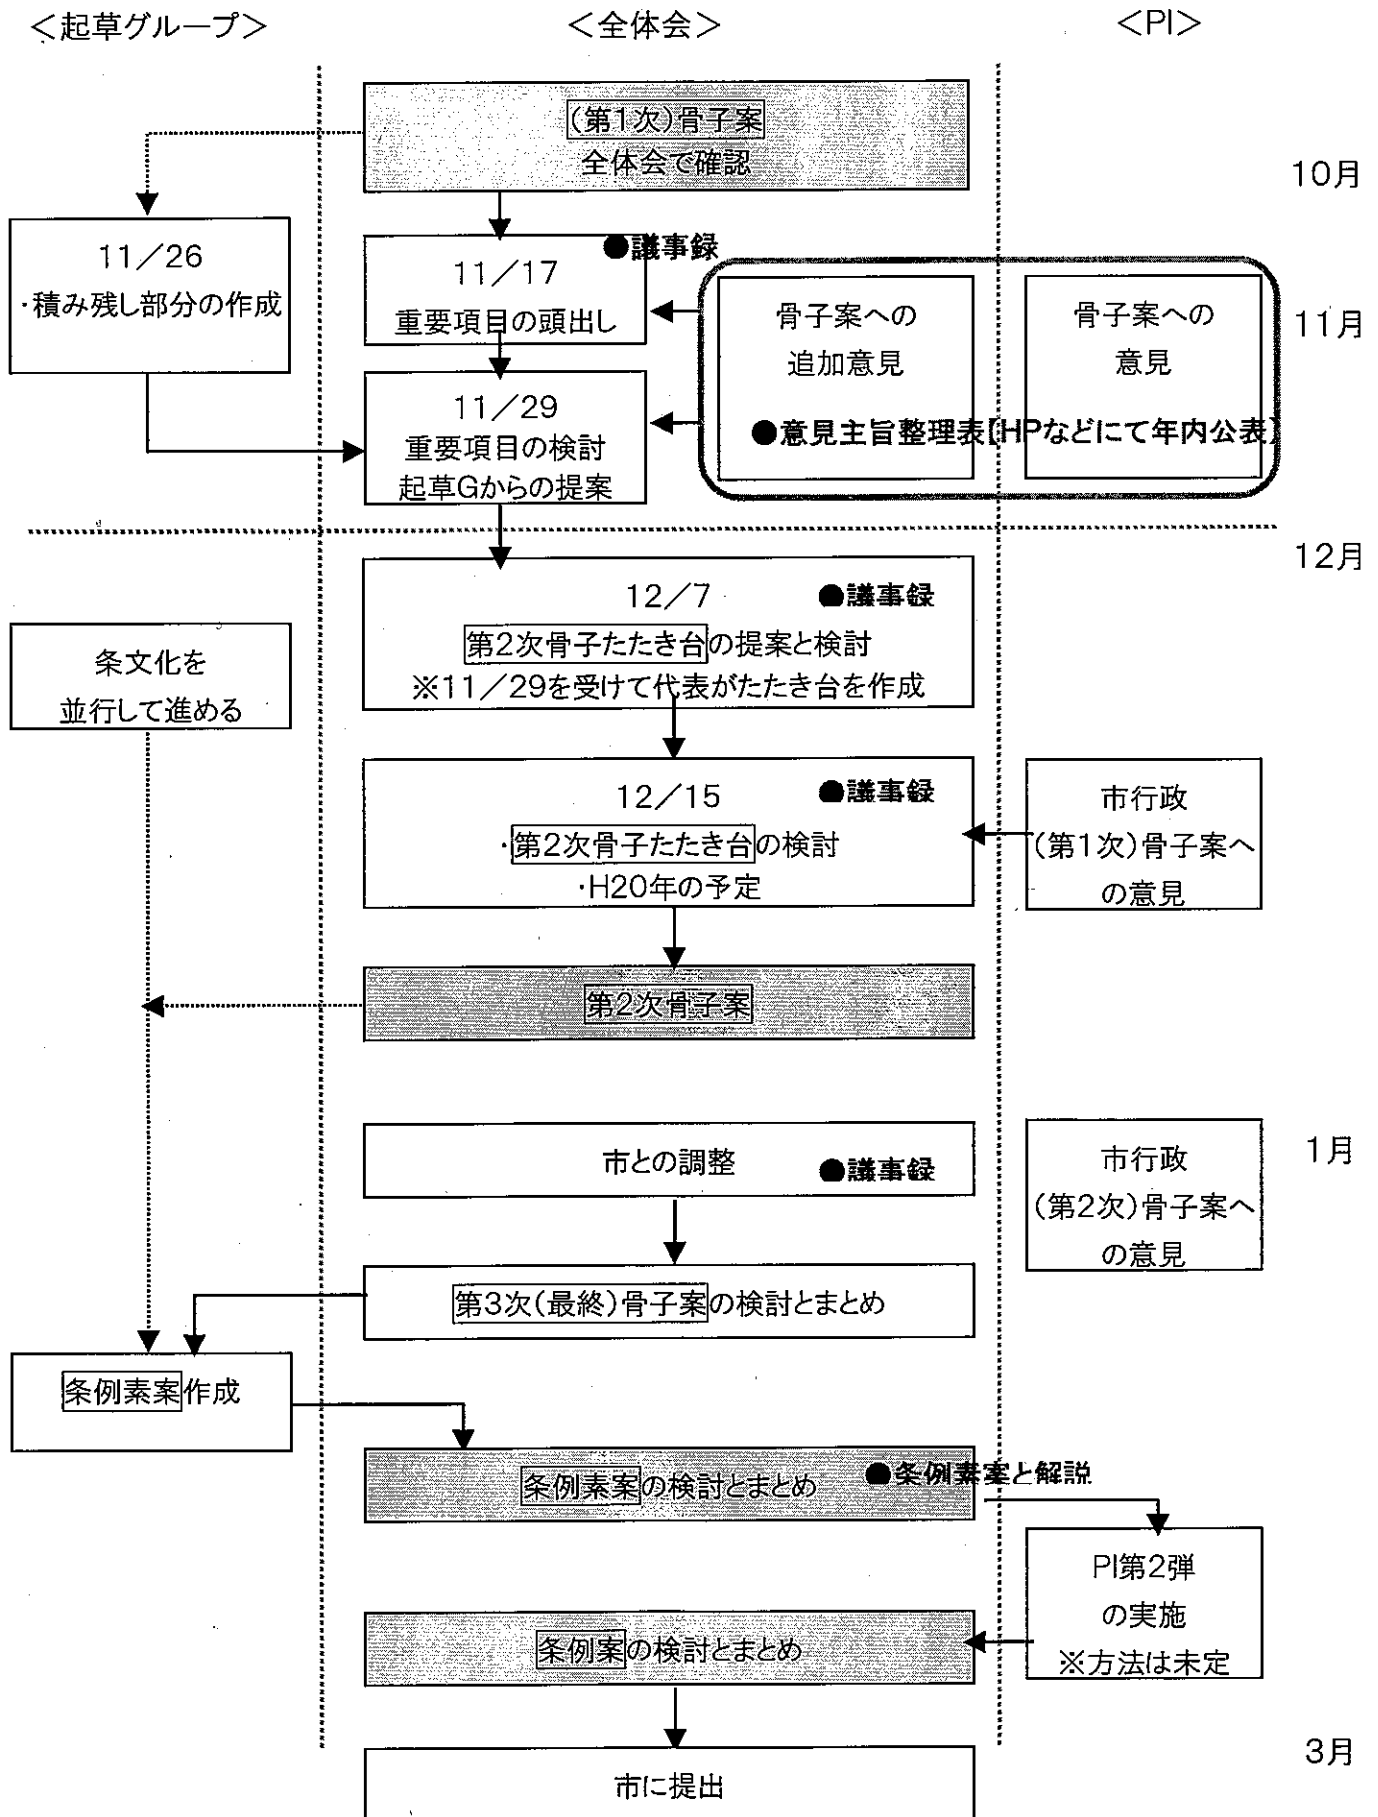 ＜起草グループ＞
＜全体会＞
＜PI＞
(第1次)骨子案
全体会で確認
10月
11／26
・積み残し部分の作成
●議事録
11／17
重要項目の頭出し
骨子案への
追加意見
骨子案への
意見
11月
●意見主旨整理表【HPなどにて年内公表】
11／29
重要項目の検討
起草Gからの提案
12月
12／7
●議事録
第2次骨子たたき台の提案と検討
※11／29を受けて代表がたたき台を作成
条文化を
並行して進める
12／15
●議事録
・第2次骨子たたき台の検討
・H20年の予定
市行政
(第1次)骨子案へ
の意見
第2次骨子案
市との調整
●議事録
市行政
(第2次)骨子案へ
の意見
1月
第3次(最終)骨子案の検討とまとめ
条例素案作成
条例素案の検討とまとめ
●条例素案と解説
PI第2弾
の実施
※方法は未定
条例案の検討とまとめ
3月
市に提出